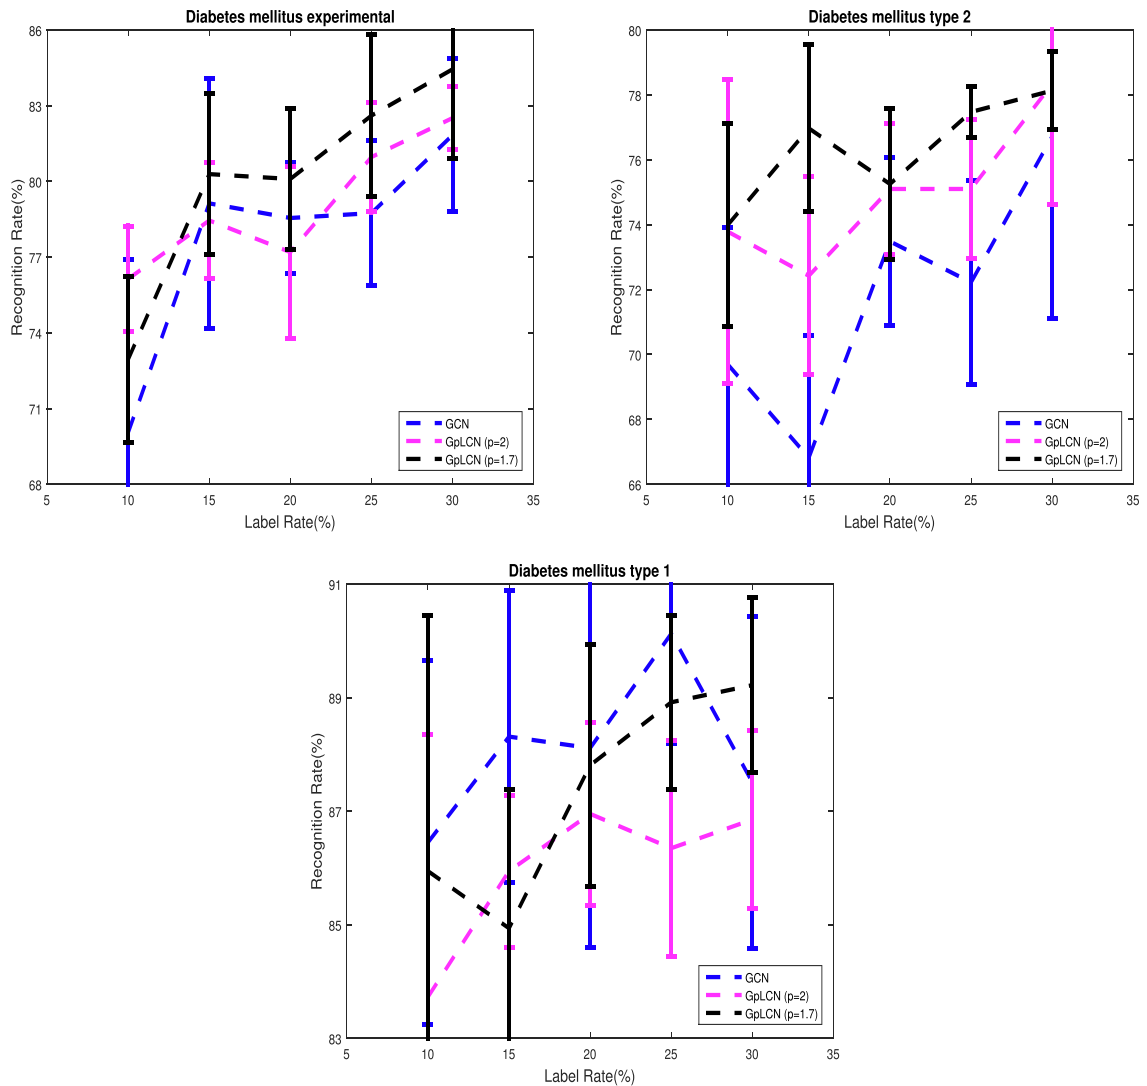 Diabetes mellitus experimental
86
83
80
77
74
71
68
Recognition Rate(%)
5 10 15 20 25 30 35
Label Rate(%)
GCN
GpLCN (p=2)
GpLCN (p=1.7)
Diabetes mellitus type 2
80
78
76
74
72
70
68
66
Recognition Rate(%)
5 10 15 20 25 30 35
Label Rate(%)
GCN
GpLCN (p=2)
GpLCN (p=1.7)
Diabetes mellitus type 1
91
89
87
85
83
Recognition Rate(%)
5 10 15 20 25 30 35
Label Rate(%)
GCN
GpLCN (p=2)
GpLCN (p=1.7)